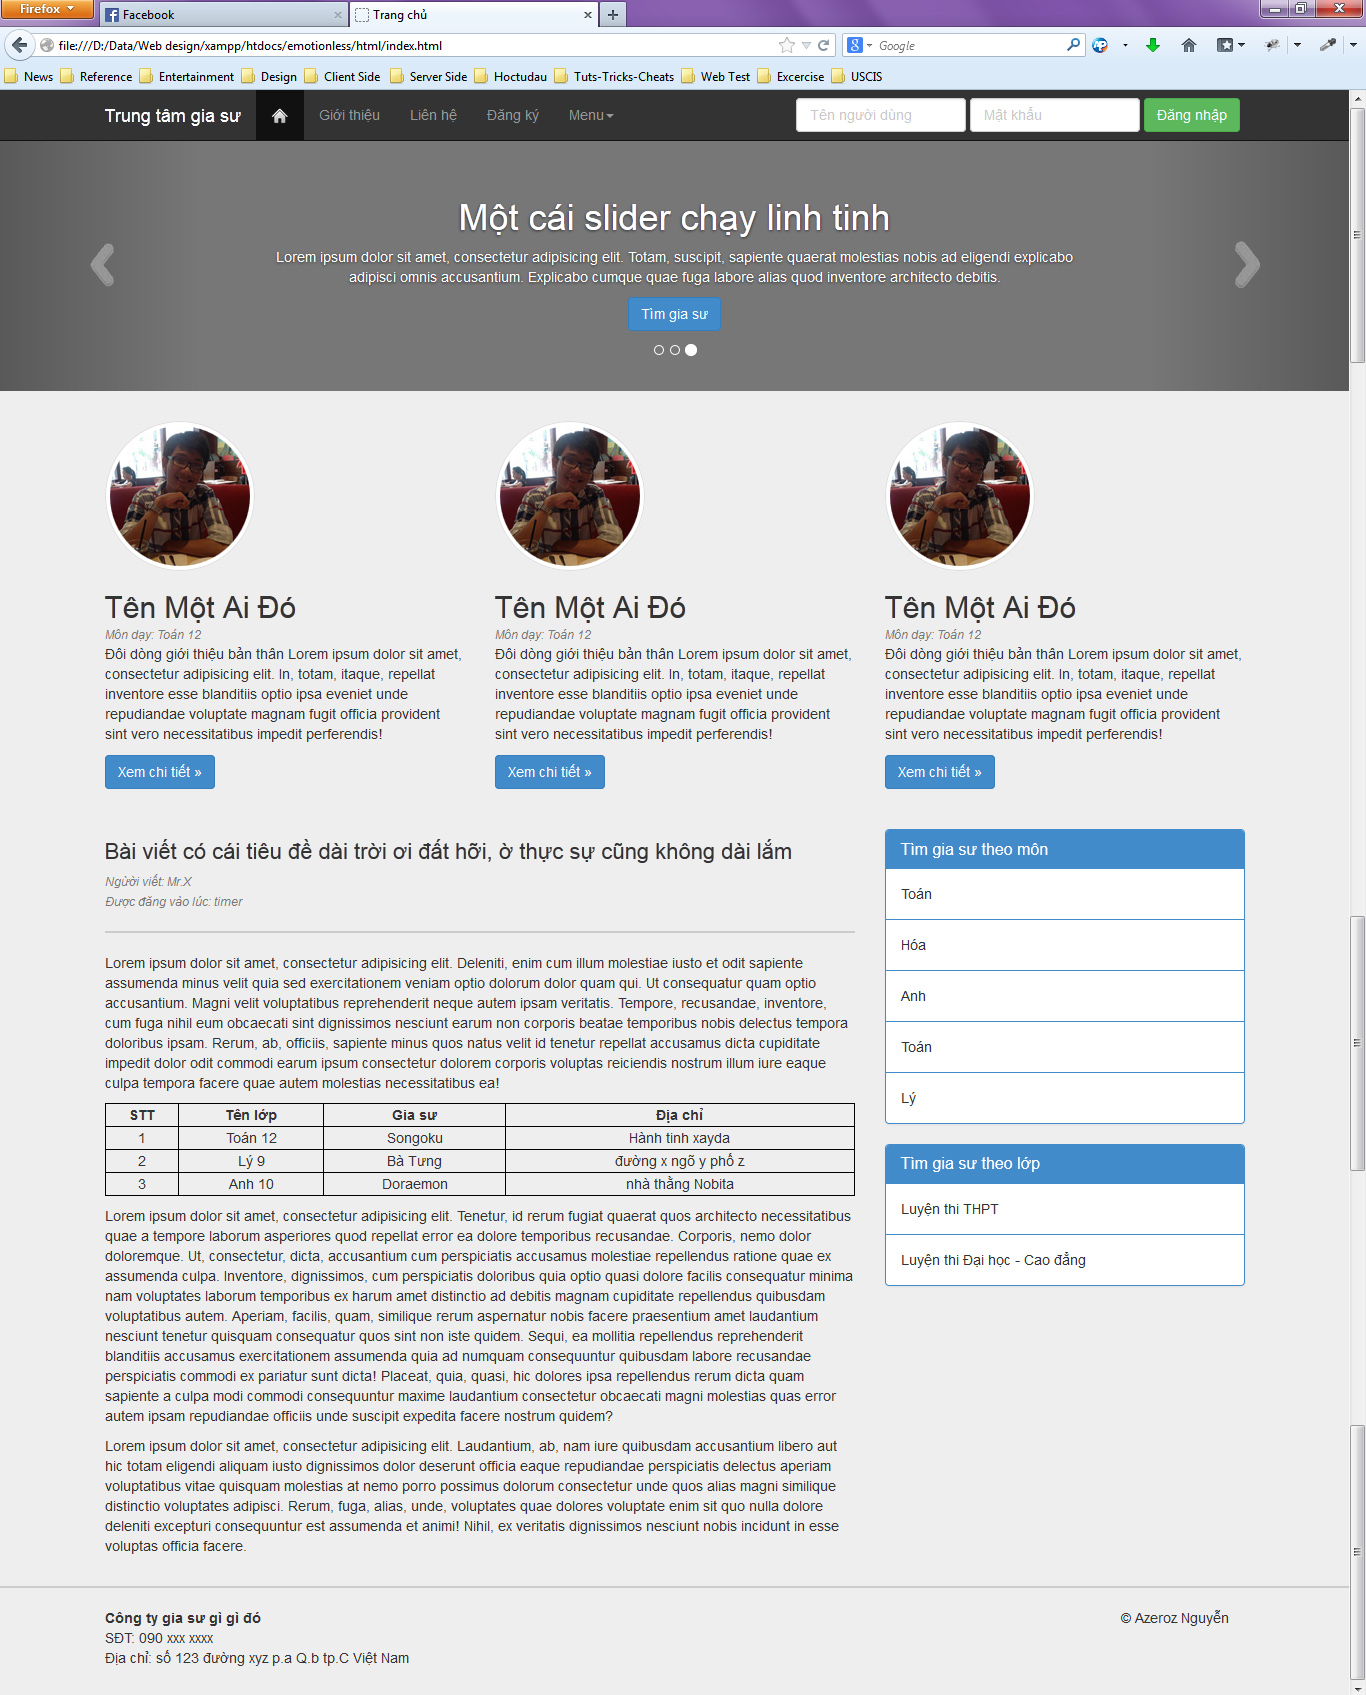 Firefox
Facebook
Trang chủ
file:///D:/Data/Web design/xampp/htdocs/emotionless/html/index.html
Google
News
Reference
Entertainment
Design
Client Side
Server Side
Hoctudau
Tuts-Tricks-Cheats
Web Test
Excercise
USCIS
Trung tâm gia sư
Giới thiệu
Liên hệ
Đăng ký
Menu
Tên người dùng
Mật khẩu
Đăng nhập
Một cái slider chạy linh tinh
Lorem ipsum dolor sit amet, consectetur adipisicing elit. Totam, suscipit, sapiente quaerat molestias nobis ad eligendi explicabo
adipisci omnis accusantium. Explicabo cumque quae fuga labore alias quod inventore architecto debitis.
Tìm gia sư
Tên Một Ai Đó
Môn dạy: Toán 12
Đôi dòng giới thiệu bản thân Lorem ipsum dolor sit amet,
consectetur adipisicing elit. In, totam, itaque, repellat
inventore esse blanditiis optio ipsa eveniet unde
repudiandae voluptate magnam fugit officia provident
sint vero necessitatibus impedit perferendis!
Xem chi tiết »
Tên Một Ai Đó
Môn dạy: Toán 12
Đôi dòng giới thiệu bản thân Lorem ipsum dolor sit amet,
consectetur adipisicing elit. In, totam, itaque, repellat
inventore esse blanditiis optio ipsa eveniet unde
repudiandae voluptate magnam fugit officia provident
sint vero necessitatibus impedit perferendis!
Xem chi tiết »
Tên Một Ai Đó
Môn dạy: Toán 12
Đôi dòng giới thiệu bản thân Lorem ipsum dolor sit amet,
consectetur adipisicing elit. In, totam, itaque, repellat
inventore esse blanditiis optio ipsa eveniet unde
repudiandae voluptate magnam fugit officia provident
sint vero necessitatibus impedit perferendis!
Xem chi tiết »
Bài viết có cái tiêu đề dài trời ơi đất hỡi, ờ thực sự cũng không dài lắm
Người viết: Mr.X
Được đăng vào lúc: timer
Lorem ipsum dolor sit amet, consectetur adipisicing elit. Deleniti, enim cum illum molestiae iusto et odit sapiente
assumenda minus velit quia sed exercitationem veniam optio dolorum dolor quam qui. Ut consequatur quam optio
accusantium. Magni velit voluptatibus reprehenderit neque autem ipsam veritatis. Tempore, recusandae, inventore,
cum fuga nihil eum obcaecati sint dignissimos nesciunt earum non corporis beatae temporibus nobis delectus tempora
doloribus ipsam. Rerum, ab, officiis, sapiente minus quos natus velit id tenetur repellat accusamus dicta cupiditate
impedit dolor odit commodi earum ipsum consectetur dolorem corporis voluptas reiciendis nostrum illum iure eaque
culpa tempora facere quae autem molestias necessitatibus ea!
STT Tên lớp Gia sư Địa chỉ
1 Toán 12 Songoku Hành tinh xayda
2 Lý 9 Bà Tưng đường x ngõ y phố z
3 Anh 10 Doraemon nhà thằng Nobita
Lorem ipsum dolor sit amet, consectetur adipisicing elit. Tenetur, id rerum fugiat quaerat quos architecto necessitatibus
quae a tempore laborum asperiores quod repellat error ea dolore temporibus recusandae. Corporis, nemo dolor
doloremque. Ut, consectetur, dicta, accusantium cum perspiciatis accusamus molestiae repellendus ratione quae ex
assumenda culpa. Inventore, dignissimos, cum perspiciatis doloribus quia optio quasi dolore facilis consequatur minima
nam voluptates laborum temporibus ex harum amet distinctio ad debitis magnam cupiditate repellendus quibusdam
voluptatibus autem. Aperiam, facilis, quam, similique rerum aspernatur nobis facere praesentium amet laudantium
nesciunt tenetur quisquam consequatur quos sint non iste quidem. Sequi, ea mollitia repellendus reprehenderit
blanditiis accusamus exercitationem assumenda quia ad numquam consequuntur quibusdam labore recusandae
perspiciatis commodi ex pariatur sunt dicta! Placeat, quia, quasi, hic dolores ipsa repellendus rerum dicta quam
sapiente a culpa modi commodi consequuntur maxime laudantium consectetur obcaecati magni molestias quas error
autem ipsam repudiandae officiis unde suscipit expedita facere nostrum quidem?
Lorem ipsum dolor sit amet, consectetur adipisicing elit. Laudantium, ab, nam iure quibusdam accusantium libero aut
hic totam eligendi aliquam iusto dignissimos dolor deserunt officia eaque repudiandae perspiciatis delectus aperiam
voluptatibus vitae quisquam molestias at nemo porro possimus dolorum consectetur unde quos alias magni similique
distinctio voluptates adipisci. Rerum, fuga, alias, unde, voluptates quae dolores voluptate enim sit quo nulla dolore
deleniti excepturi consequuntur est assumenda et animi! Nihil, ex veritatis dignissimos nesciunt nobis incidunt in esse
voluptas officia facere.
Tìm gia sư theo môn
Toán
Hóa
Anh
Toán
Lý
Tìm gia sư theo lớp
Luyện thi THPT
Luyện thi Đại học - Cao đẳng
Công ty gia sư gì gì đó
SĐT: 090 xxx xxxx
Địa chỉ: số 123 đường xyz p.a Q.b tp.C Việt Nam
© Azeroz Nguyễn